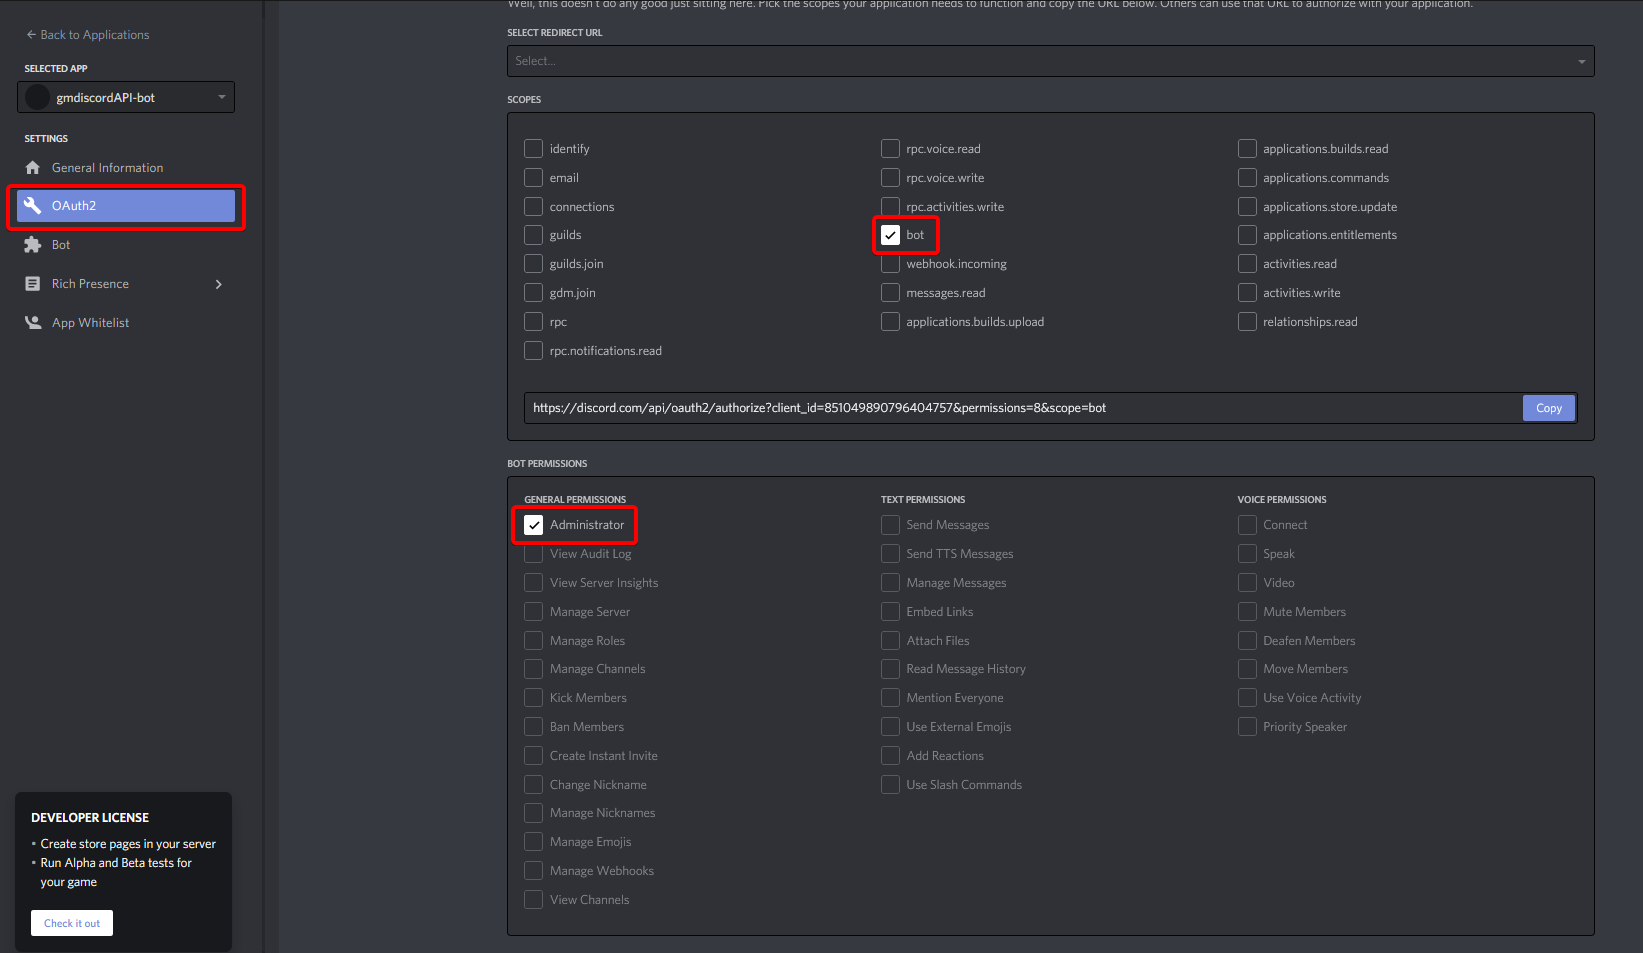 Well, this doesn't do any good just sitting here. Pick the scopes your application needs to function and copy the URL below. Others can use that URL to authorize with your application.
← Back to Applications
SELECTED APP
gmdiscordAPI-bot
SETTINGS
General Information
OAuth2
Bot
Rich Presence
App Whitelist
DEVELOPER LICENSE
• Create store pages in your server
• Run Alpha and Beta tests for
your game
Check it out
SELECT REDIRECT URL
Select...
SCOPES
identify
email
connections
guilds
guilds.join
gdm.join
rpc
rpc.notifications.read
rpc.voice.read
rpc.voice.write
rpc.activities.write
bot
webhook.incoming
messages.read
applications.builds.upload
applications.builds.read
applications.commands
applications.store.update
applications.entitlements
activities.read
activities.write
relationships.read
https://discord.com/api/oauth2/authorize?client_id=851049890796404757&permissions=8&scope=bot
Copy
BOT PERMISSIONS
GENERAL PERMISSIONS
Administrator
View Audit Log
View Server Insights
Manage Server
Manage Roles
Manage Channels
Kick Members
Ban Members
Create Instant Invite
Change Nickname
Manage Nicknames
Manage Emojis
Manage Webhooks
View Channels
TEXT PERMISSIONS
Send Messages
Send TTS Messages
Manage Messages
Embed Links
Attach Files
Read Message History
Mention Everyone
Use External Emojis
Add Reactions
Use Slash Commands
VOICE PERMISSIONS
Connect
Speak
Video
Mute Members
Deafen Members
Move Members
Use Voice Activity
Priority Speaker